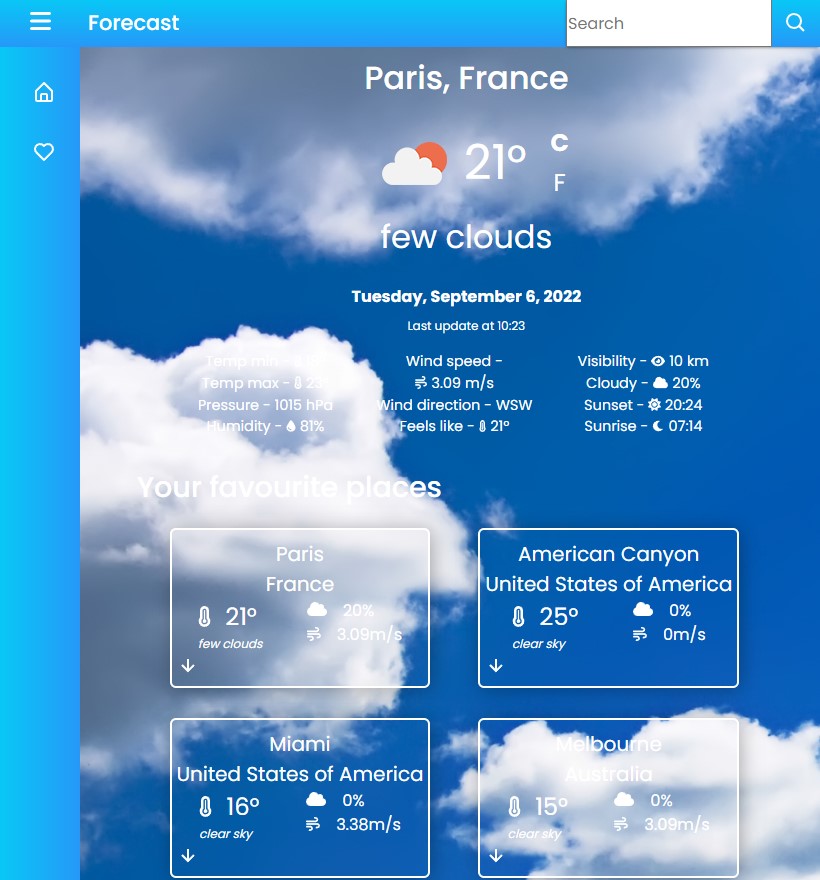 Forecast
Search
Paris, France
21°
C
F
few clouds
Tuesday, September 6, 2022
Last update at 10:23
Temp min -
Wind speed -
Visibility - 10 km
Temp max - 23°
3.09 m/s
Cloudy - 20%
Pressure - 1015 hPa
Wind direction - WSW
Sunset - 20:24
Humidity - 81%
Feels like - 21°
Sunrise - 07:14
Your favourite places
Paris
France
21°
20%
3.09m/s
few clouds
American Canyon
United States of America
25°
0%
0m/s
clear sky
Miami
United States of America
16°
0%
3.38m/s
clear sky
Melbourne
Australia
15°
0%
3.09m/s
clear sky